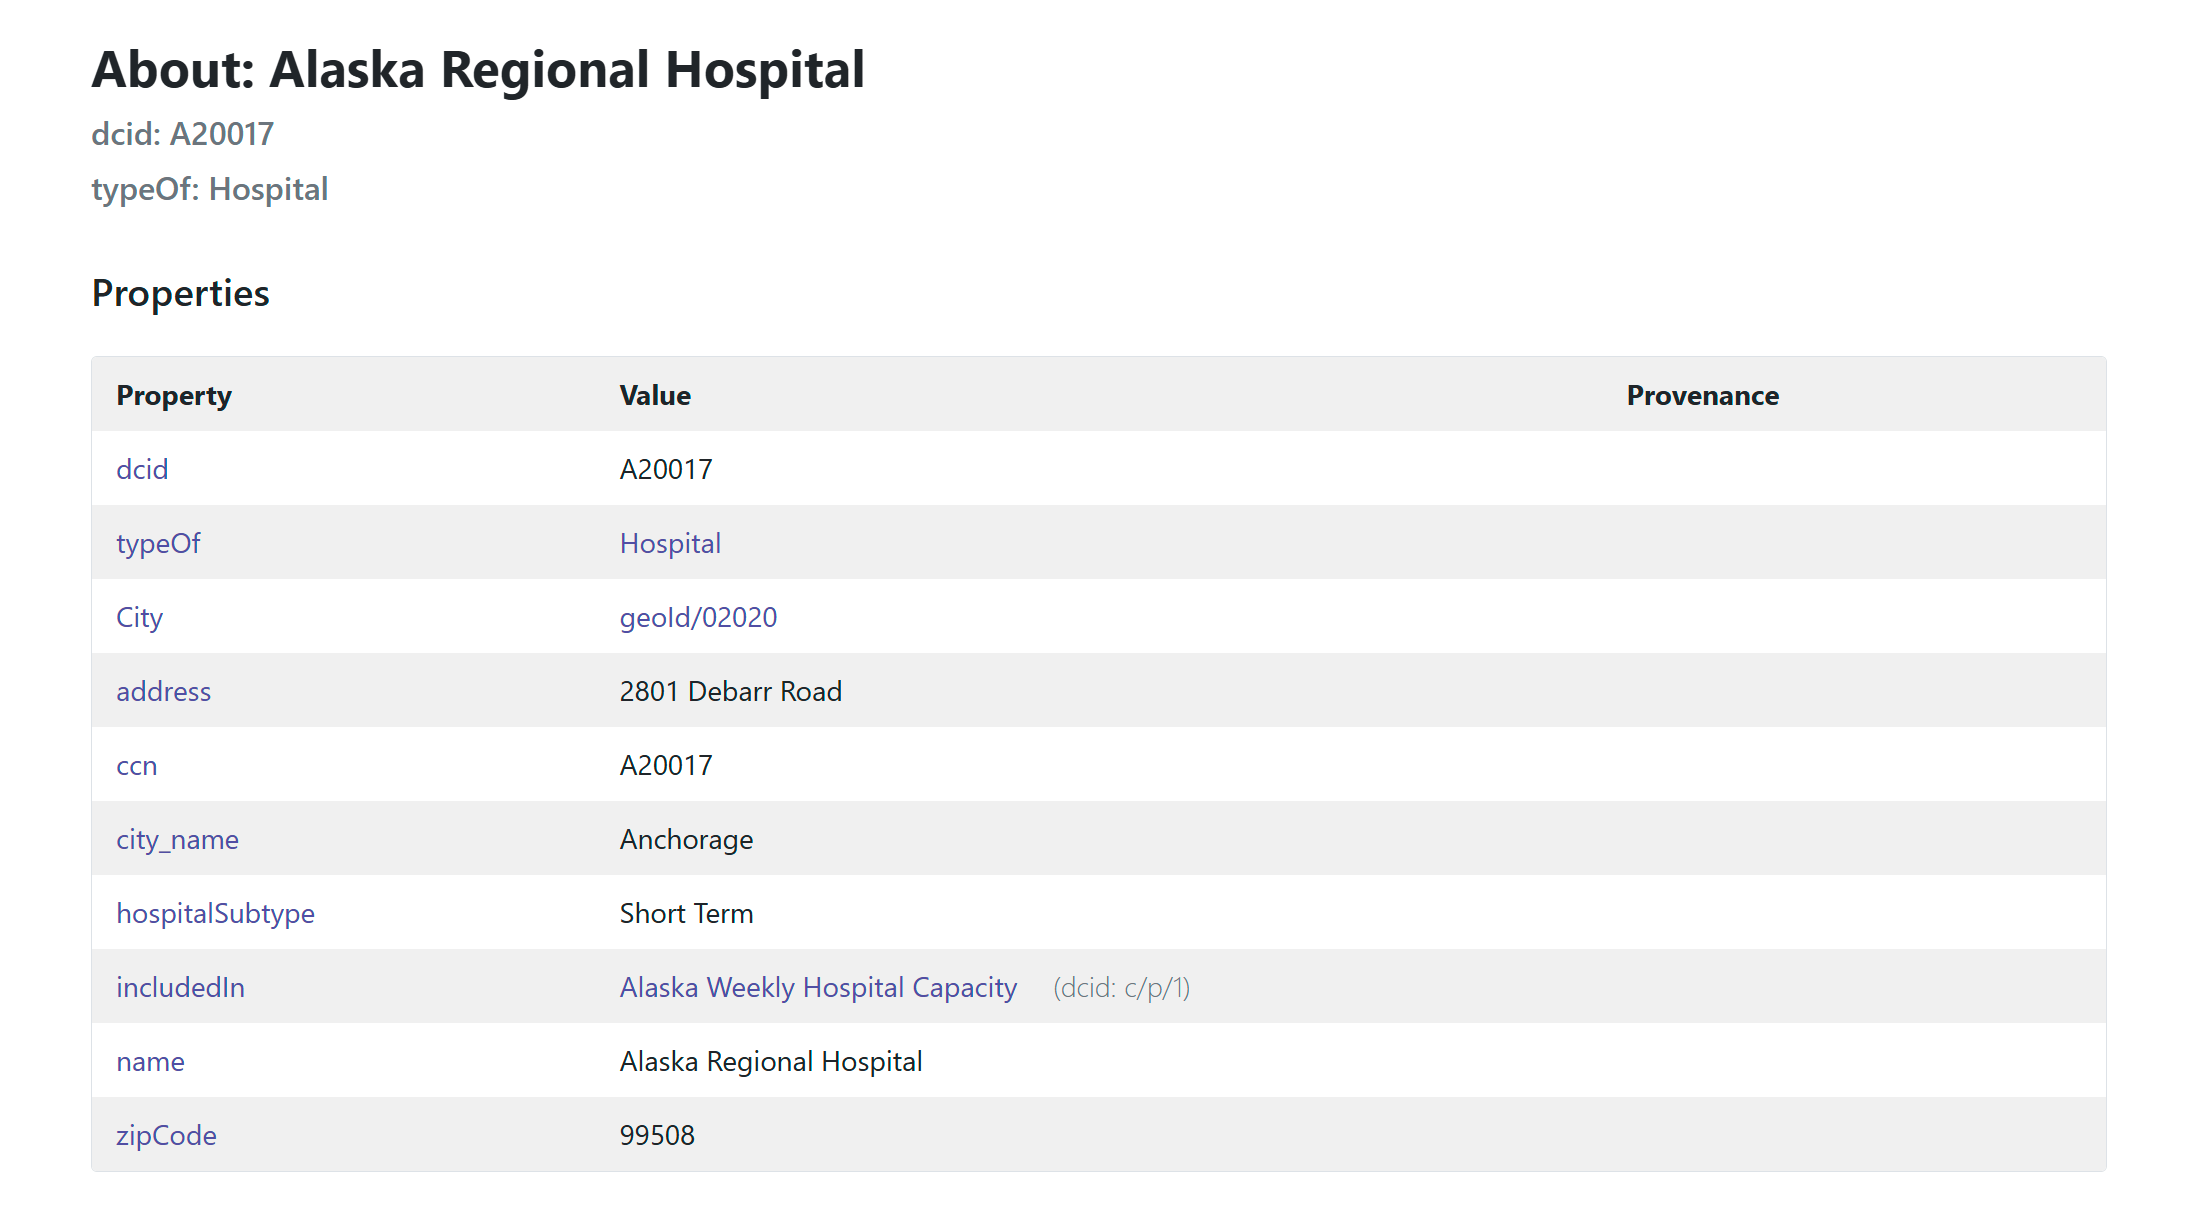 About: Alaska Regional Hospital
dcid: A20017
typeOf: Hospital
Properties
Property Value Provenance
dcid A20017
typeOf Hospital
City geoId/02020
address 2801 Debarr Road
ccn A20017
city_name Anchorage
hospitalSubtype Short Term
includedIn Alaska Weekly Hospital Capacity (dcid: c/p/1)
name Alaska Regional Hospital
zipCode 99508